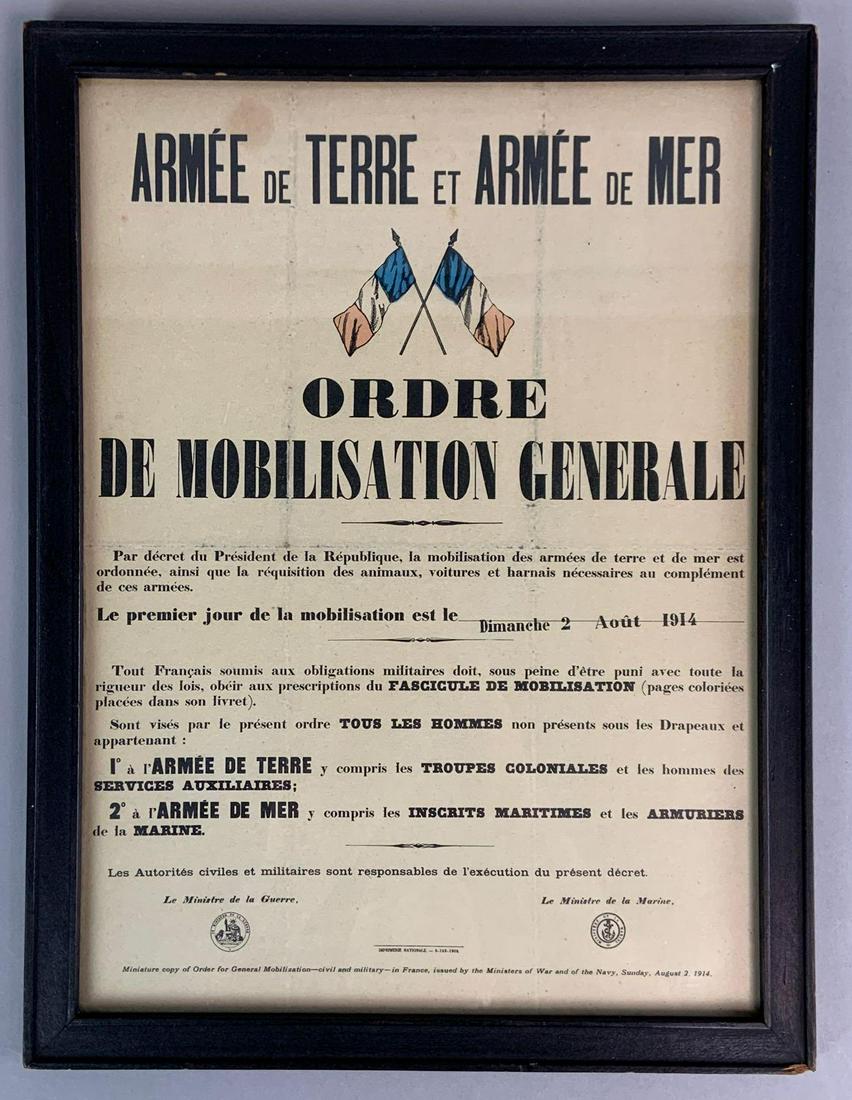 ARMÉE DE TERRE ET ARMÉE DE MER
ORDRE
DE MOBILISATION GENERALE
Par décret du Président de la République, la mobilisation des armées de terre et de mer est
ordonnée, ainsi que la réquisition des animaux, voitures et harnais nécessaires au complément
de ces armées.
Le premier jour de la mobilisation est le Dimanche 2 Août 1914
Tout Français soumis aux obligations militaires doit, sous peine d'être puni avec toute la
rigueur des lois, obéir aux prescriptions du FASCICULE DE MOBILISATION (pages coloriées
placées dans son livret).
Sont visés par le présent ordre TOUS LES HOMMES non présents sous les Drapeaux et
appartenant :
1° à l'ARMÉE DE TERRE y compris les TROUPES COLONIALES et les hommes des
SERVICES AUXILIAIRES;
2° à l'ARMÉE DE MER y compris les INSCRITS MARITIMES et les ARMURIERS
de la MARINE.
Les Autorités civiles et militaires sont responsables de l'exécution du présent décret.
Le Ministre de la Guerre,
Le Ministre de la Marine,
IMPRIMERIE NATIONALE. —
Miniature copy of Order for General Mobilisation—civil and military—in France, issued by the Ministers of War and of the Navy, Sunday, August 2, 1914.